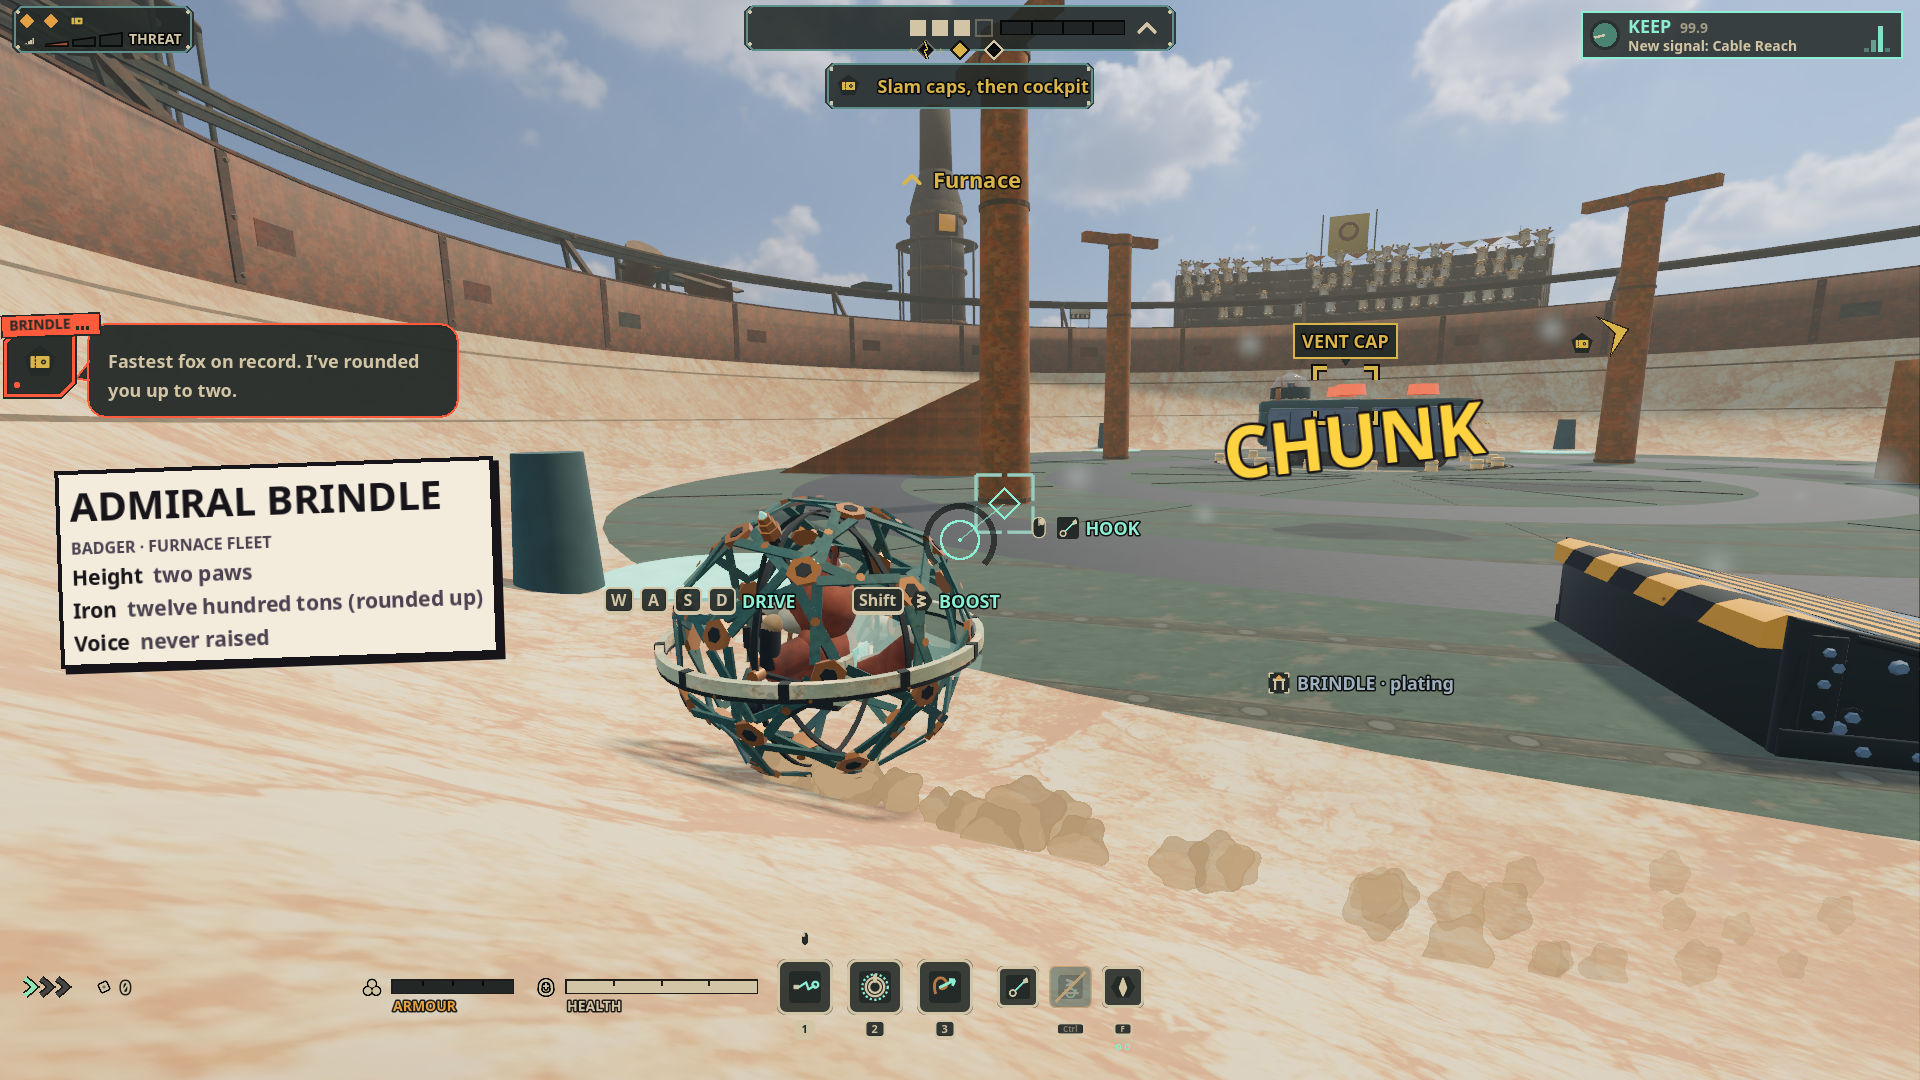 THREAT
Slam caps, then cockpit
KEEP 99.9
New signal: Cable Reach
Furnace
BRINDLE ...
Fastest fox on record. I've rounded
you up to two.
VENT CAP
CHUNK
ADMIRAL BRINDLE
BADGER · FURNACE FLEET
Height two paws
Iron twelve hundred tons (rounded up)
Voice never raised
HOOK
W A S D DRIVE
Shift BOOST
BRINDLE · plating
0
ARMOUR
HEALTH
1
2
3
Ctrl
F